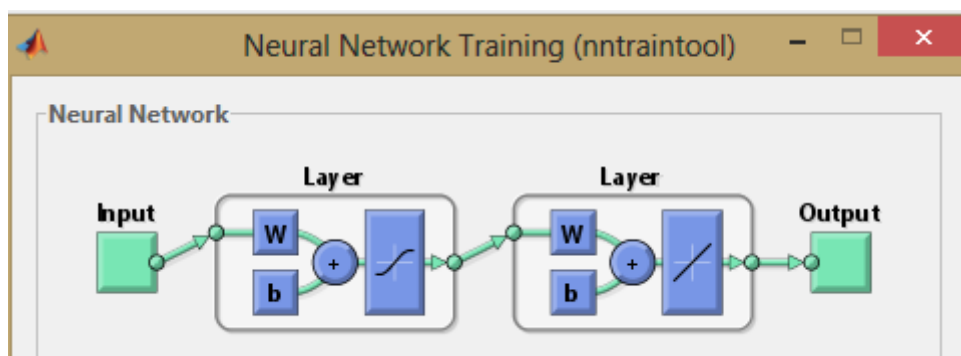 Neural Network Training (nntraintool)
Neural Network
Layer Layer
Input Output
W W
+ +
b b